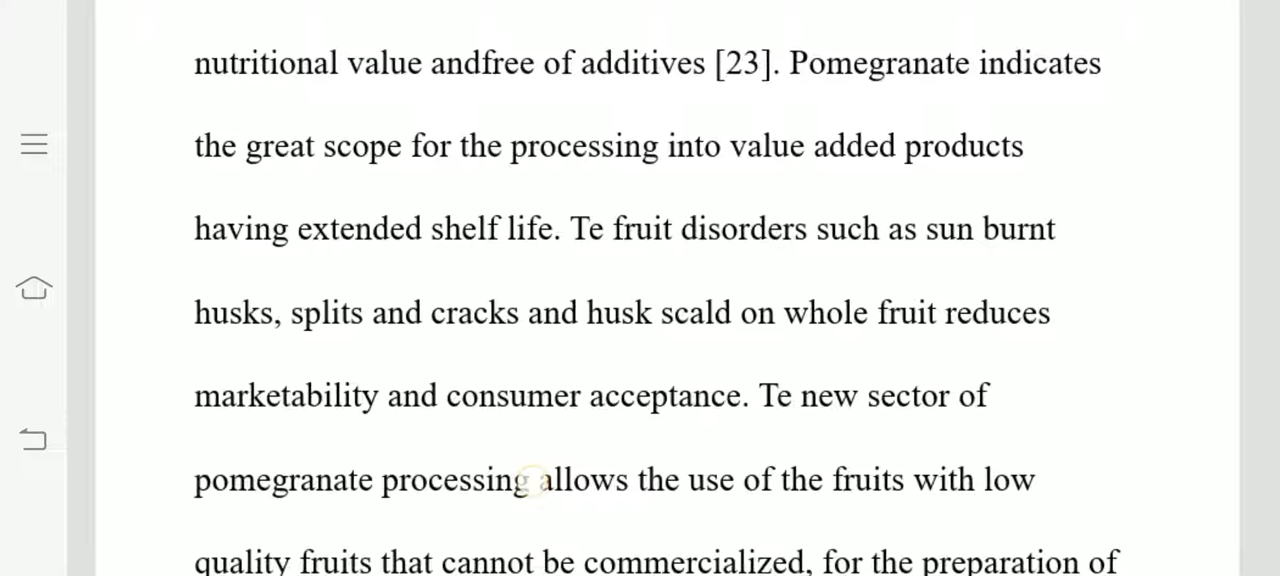 nutritional value andfree of additives [23]. Pomegranate indicates
the great scope for the processing into value added products
having extended shelf life. Te fruit disorders such as sun burnt
husks, splits and cracks and husk scald on whole fruit reduces
marketability and consumer acceptance. Te new sector of
pomegranate processing allows the use of the fruits with low
quality fruits that cannot be commercialized, for the preparation of